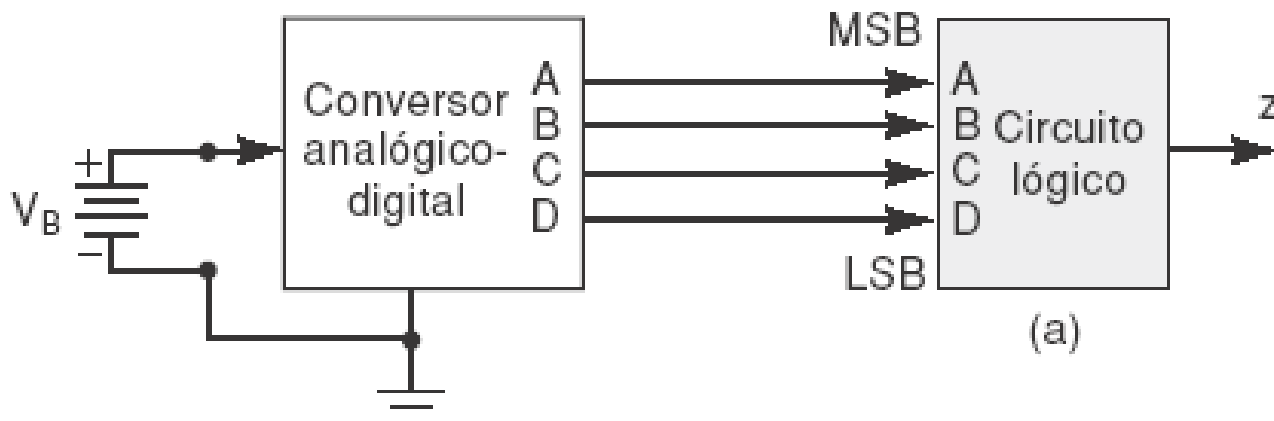 MSB
Conversor
analógico-
digital
A
B
C
D
A
B
C
D
Circuito
lógico
z
+
V_B
−
LSB
(a)